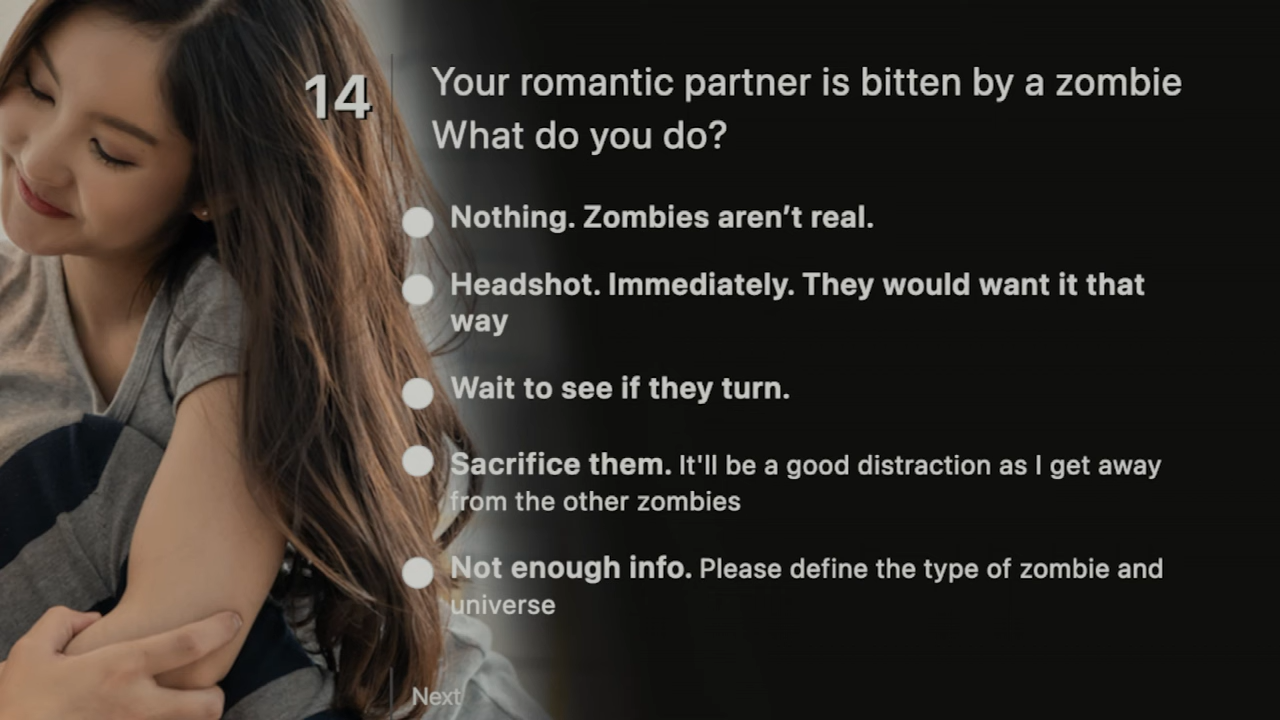 14
Your romantic partner is bitten by a zombie
What do you do?
Nothing. Zombies aren’t real.
Headshot. Immediately. They would want it that
way
Wait to see if they turn.
Sacrifice them. It'll be a good distraction as I get away
from the other zombies
Not enough info. Please define the type of zombie and
universe
Next